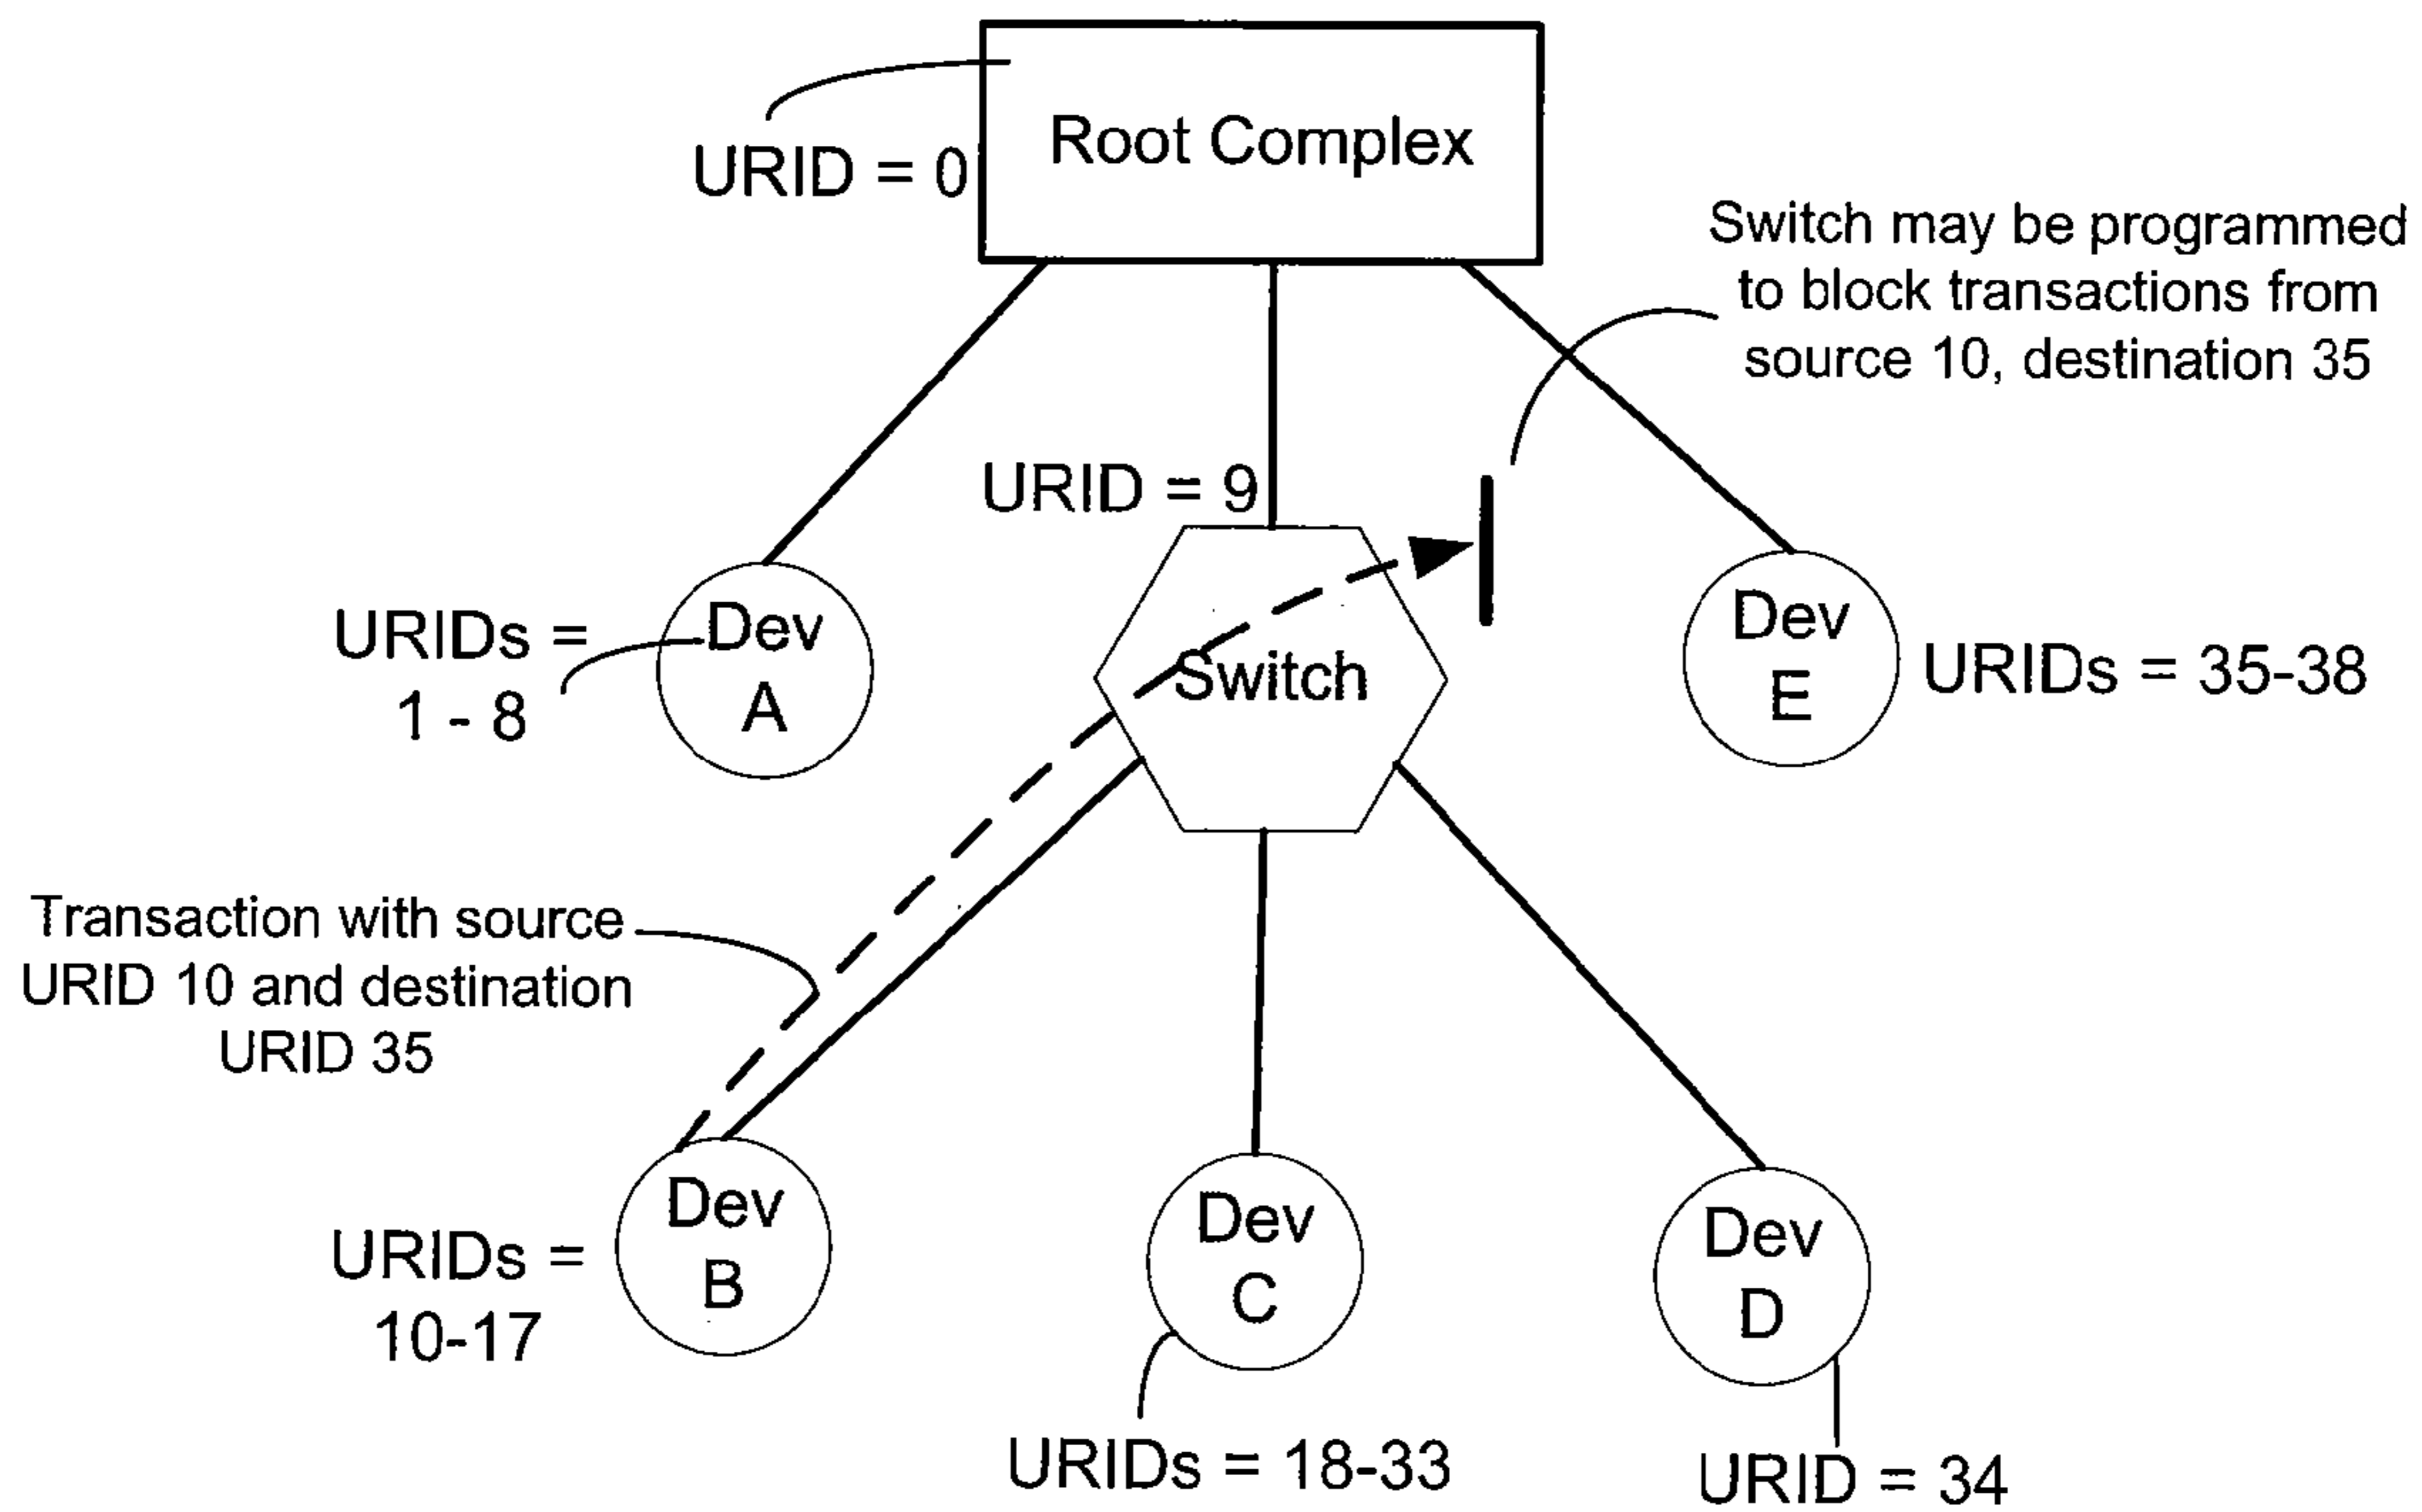 Root Complex
URID = 0
Switch may be programmed
to block transactions from
source 10, destination 35
URID = 9
URIDs =
1 - 8
Dev
A
Switch
Dev
E
URIDs = 35-38
Transaction with source
URID 10 and destination
URID 35
Dev
B
URIDs =
10-17
Dev
C
URIDs = 18-33
Dev
D
URID = 34